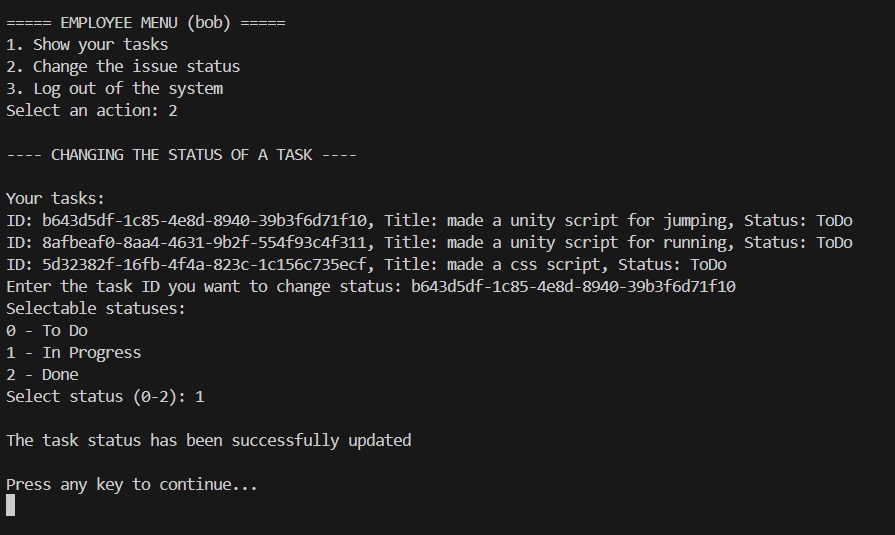 ===== EMPLOYEE MENU (bob) =====
1. Show your tasks
2. Change the issue status
3. Log out of the system
Select an action: 2
---- CHANGING THE STATUS OF A TASK ----
Your tasks:
ID: b643d5df-1c85-4e8d-8940-39b3f6d71f10, Title: made a unity script for jumping, Status: ToDo
ID: 8afbeaf0-8aa4-4631-9b2f-554f93c4f311, Title: made a unity script for running, Status: ToDo
ID: 5d32382f-16fb-4f4a-823c-1c156c735ecf, Title: made a css script, Status: ToDo
Enter the task ID you want to change status: b643d5df-1c85-4e8d-8940-39b3f6d71f10
Selectable statuses:
0 - To Do
1 - In Progress
2 - Done
Select status (0-2): 1
The task status has been successfully updated
Press any key to continue...